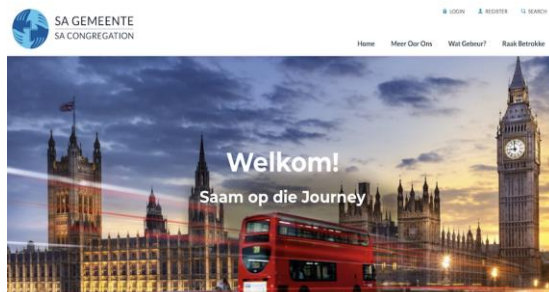 SA GEMEENTE
SA CONGREGATION
LOGIN REGISTER SEARCH
Home Meer Oor Ons Wat Gebeur? Raak Betrokke
Welkom!
Saam op die Journey